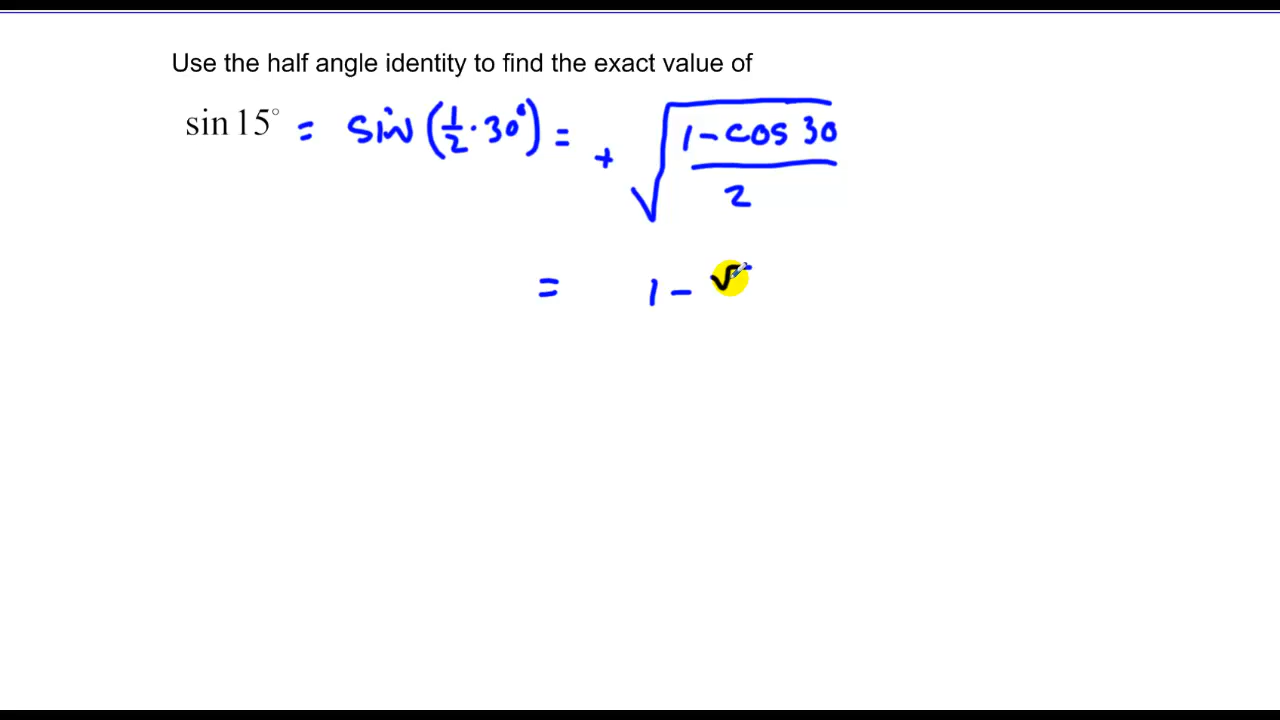 Use the half angle identity to find the exact value of
sin 15° = sin(1/2 · 30°) = + √((1 - cos 30)/2)
= 1 - √